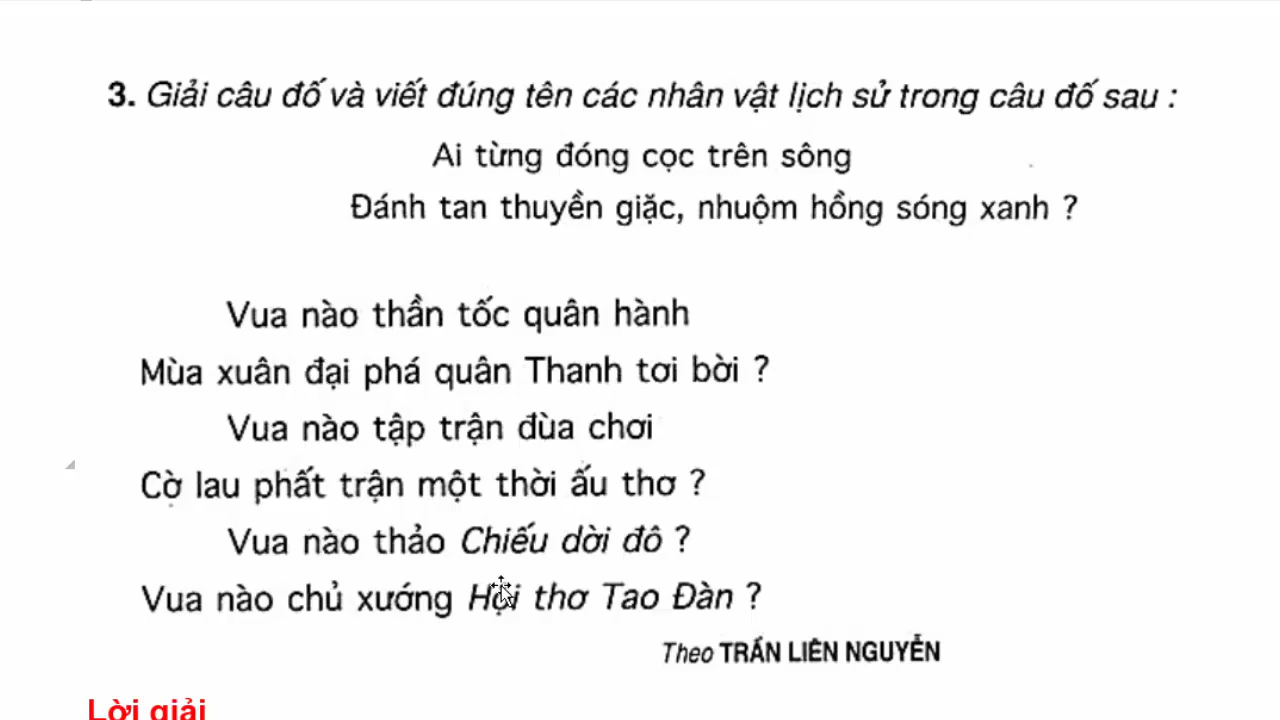 3. Giải câu đố và viết đúng tên các nhân vật lịch sử trong câu đố sau :
Ai từng đóng cọc trên sông
Đánh tan thuyền giặc, nhuộm hồng sóng xanh ?
Vua nào thần tốc quân hành
Mùa xuân đại phá quân Thanh tơi bời ?
Vua nào tập trận đùa chơi
Cờ lau phất trận một thời ấu thơ ?
Vua nào thảo Chiếu dời đô ?
Vua nào chủ xướng Hội thơ Tao Đàn ?
Theo TRẦN LIÊN NGUYỄN
Lời giải